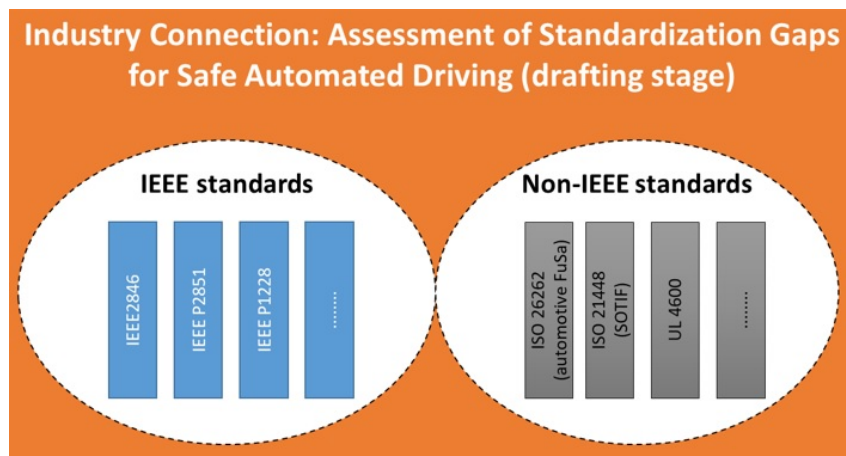 Industry Connection: Assessment of Standardization Gaps
for Safe Automated Driving (drafting stage)
IEEE standards
IEEE2846
IEEE P2851
IEEE P1228
........
Non-IEEE standards
ISO 26262
(automotive FuSa)
ISO 21448
(SOTIF)
UL 4600
........